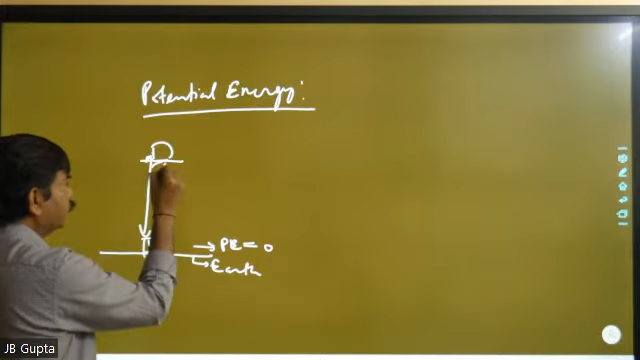 Potential Energy:
PE = 0
Earth
JB Gupta